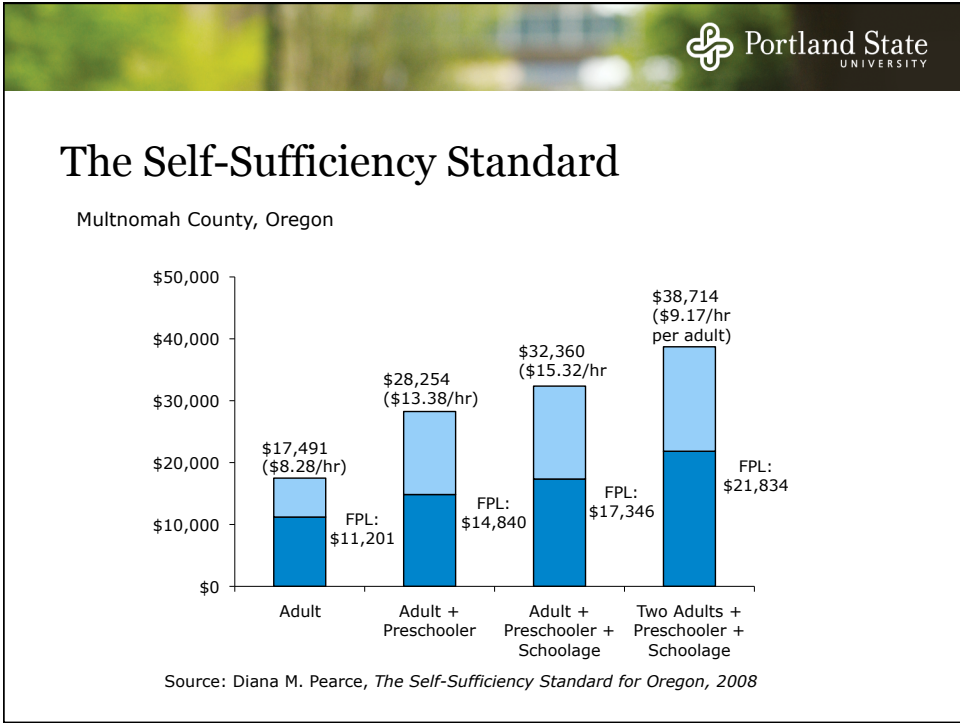 Portland State
UNIVERSITY
The Self-Sufficiency Standard
Multnomah County, Oregon
$50,000
$40,000
$30,000
$20,000
$10,000
$0
$17,491
($8.28/hr)
FPL:
$11,201
$28,254
($13.38/hr)
FPL:
$14,840
$32,360
($15.32/hr
FPL:
$17,346
$38,714
($9.17/hr
per adult)
FPL:
$21,834
Adult
Adult +
Preschooler
Adult +
Preschooler +
Schoolage
Two Adults +
Preschooler +
Schoolage
Source: Diana M. Pearce, The Self-Sufficiency Standard for Oregon, 2008